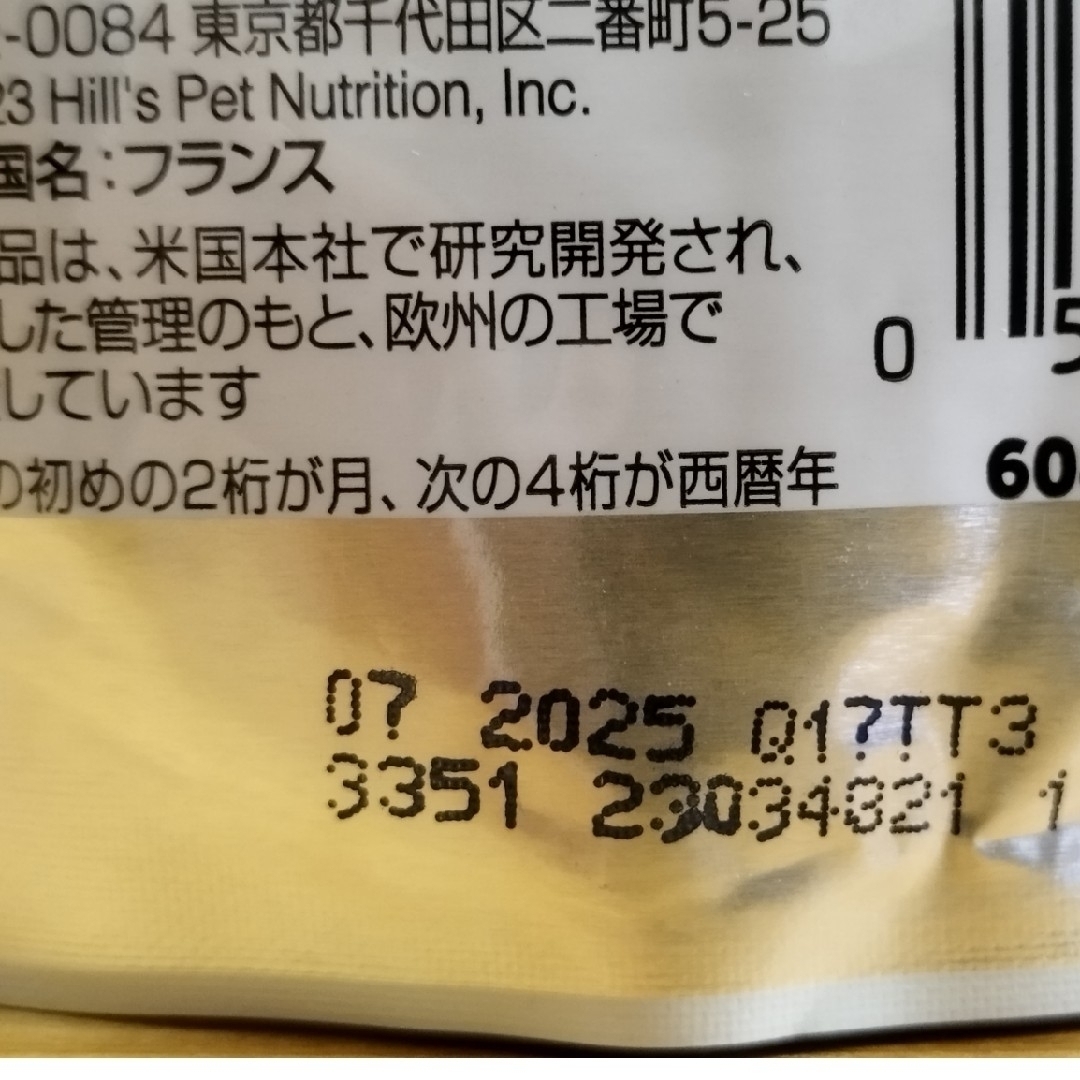 -0084 東京都千代田区二番町5-25
23 Hill's Pet Nutrition, Inc.
国名：フランス
品は、米国本社で研究開発され、
した管理のもと、欧州の工場で
しています
の初めの2桁が月、次の4桁が西暦年
0 5
60
07 2025 Q17TT3
3351 23034821 1